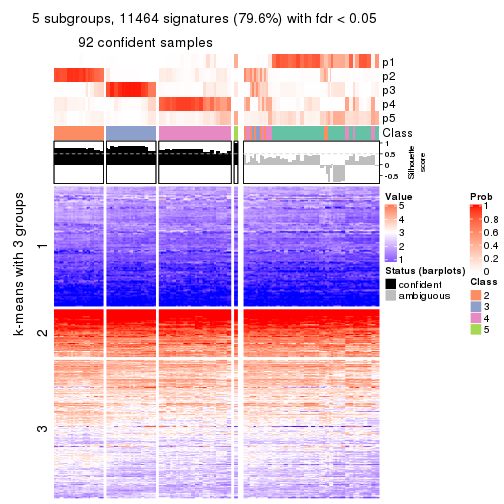 5 subgroups, 11464 signatures (79.6%) with fdr < 0.05
92 confident samples
p1
p2
p3
p4
p5
Class
1
0.5
0
-0.5
Silhouette
score
k-means with 3 groups
1
2
3
Value
5
4
3
2
1
Status (barplots)
confident
ambiguous
Prob
1
0.8
0.6
0.4
0.2
0
Class
2
3
4
5